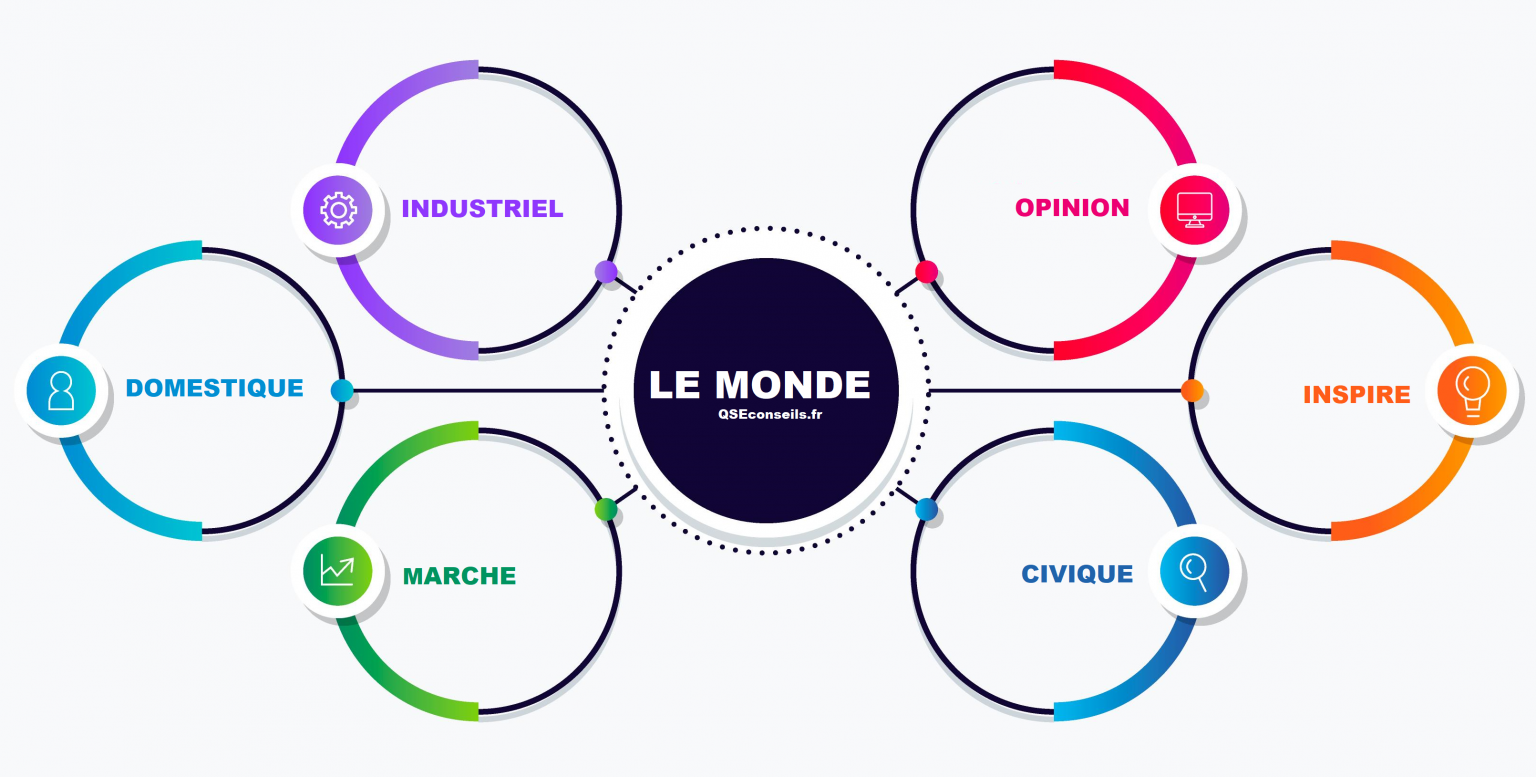 INDUSTRIEL
OPINION
DOMESTIQUE
LE MONDE
QSEconseils.fr
INSPIRE
MARCHE
CIVIQUE